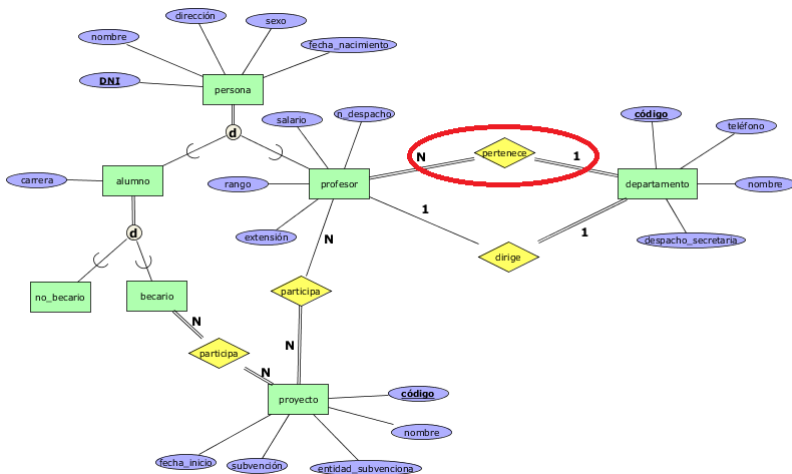 dirección
sexo
nombre
fecha_nacimiento
DNI
persona
salario
n_despacho
código
teléfono
d
N
pertenece
1
carrera
alumno
rango
profesor
departamento
nombre
1
extensión
N
1
despacho_secretaria
d
dirige
no_becario
becario
participa
N
N
participa
N
proyecto
código
nombre
fecha_inicio
subvención
entidad_subvenciona